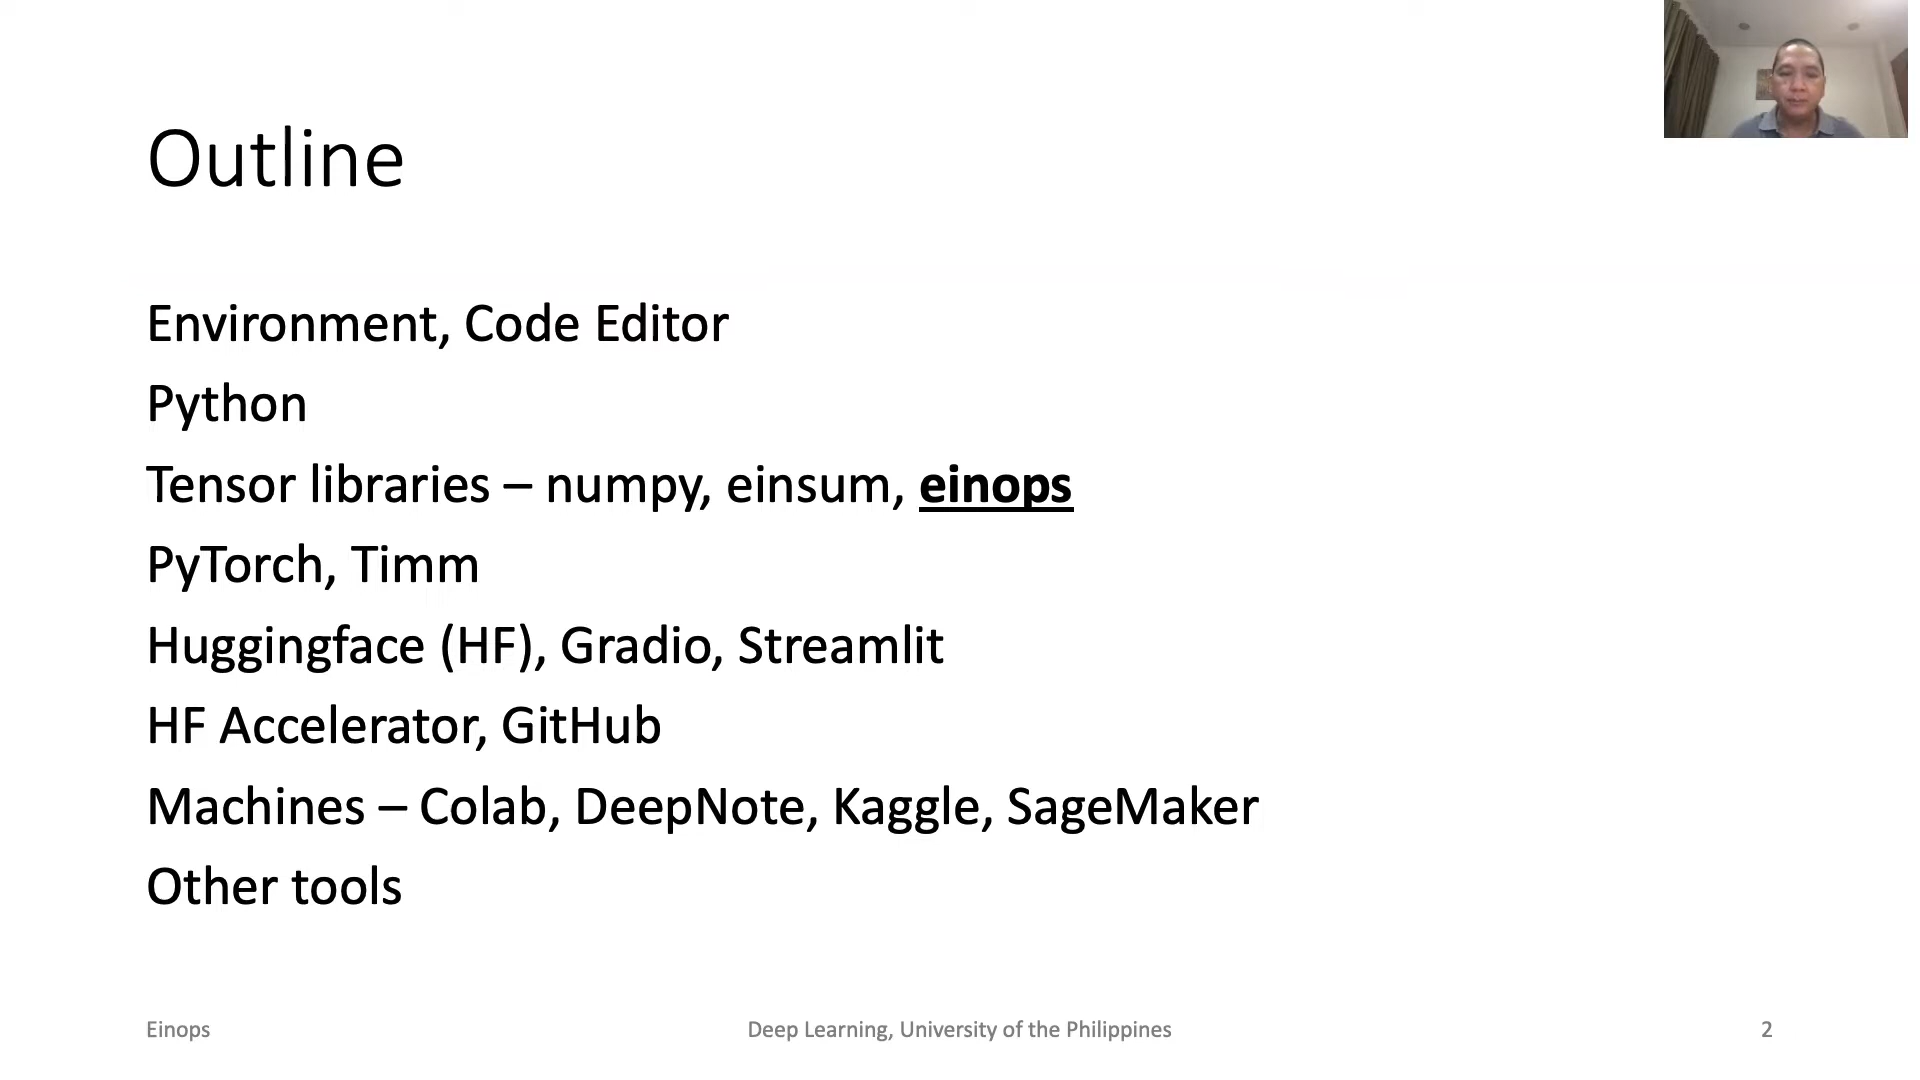 Outline
Environment, Code Editor
Python
Tensor libraries – numpy, einsum, einops
PyTorch, Timm
Huggingface (HF), Gradio, Streamlit
HF Accelerator, GitHub
Machines – Colab, DeepNote, Kaggle, SageMaker
Other tools
Einops
Deep Learning, University of the Philippines
2